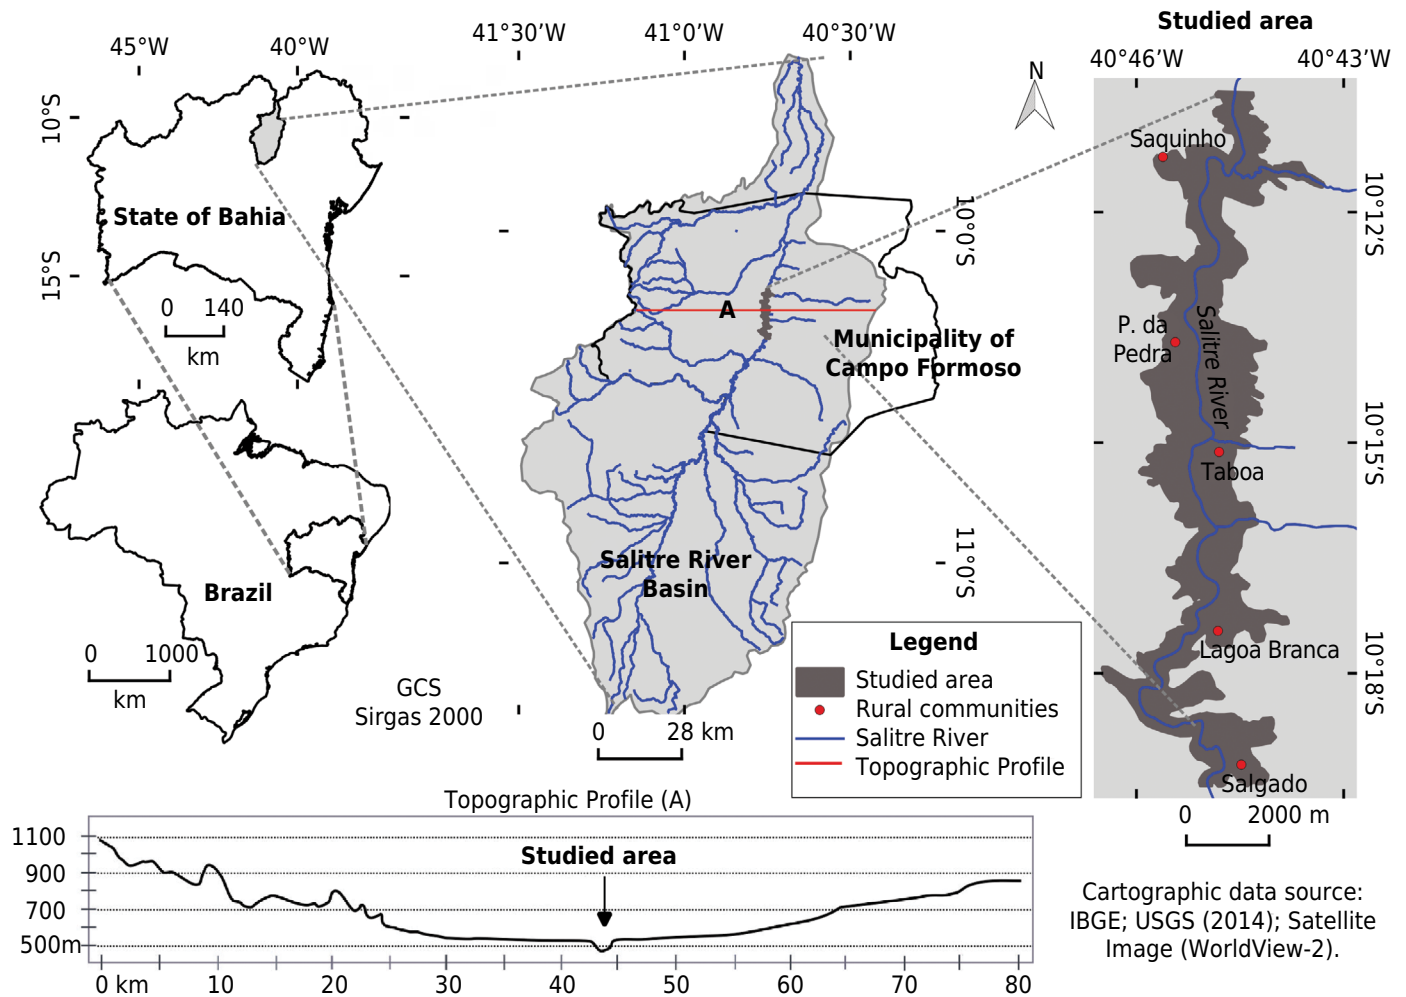 Studied area
45°W
40°W
41°30'W
41°0'W
40°30'W
40°46'W
40°43'W
N
10°S
15°S
State of Bahia
0 140
km
Brazil
0 1000
km
GCS
Sirgas 2000
A
Municipality of
Campo Formoso
Salitre River
Basin
10°0'S
11°0'S
0 28 km
Saquinho
P. da
Pedra
Salitre River
Taboa
Lagoa Branca
Salgado
10°12'S
10°15'S
10°18'S
0 2000 m
Legend
Studied area
Rural communities
Salitre River
Topographic Profile
Topographic Profile (A)
1100
900
700
500m
Studied area
0 km 10 20 30 40 50 60 70 80
Cartographic data source:
IBGE; USGS (2014); Satellite
Image (WorldView-2).